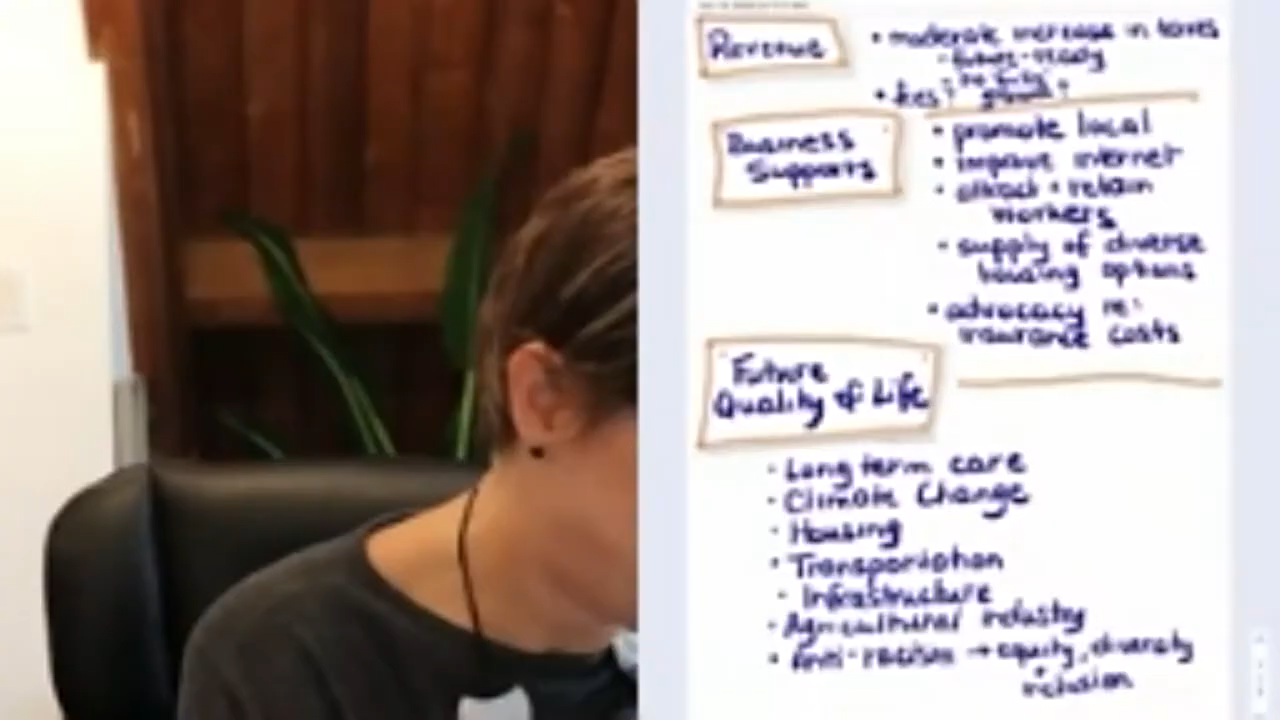 Revenue
• moderate increase in taxes
- future-ready
• fees?
Business
Supports
• promote local
• improve internet
• attract + retain
workers
• supply of diverse
housing options
• advocacy re:
insurance costs
Future
Quality of Life
• Long term care
• Climate Change
• Housing
• Transportation
• Infrastructure
• Agricultural industry
• Anti-racism → equity, diversity
+
inclusion